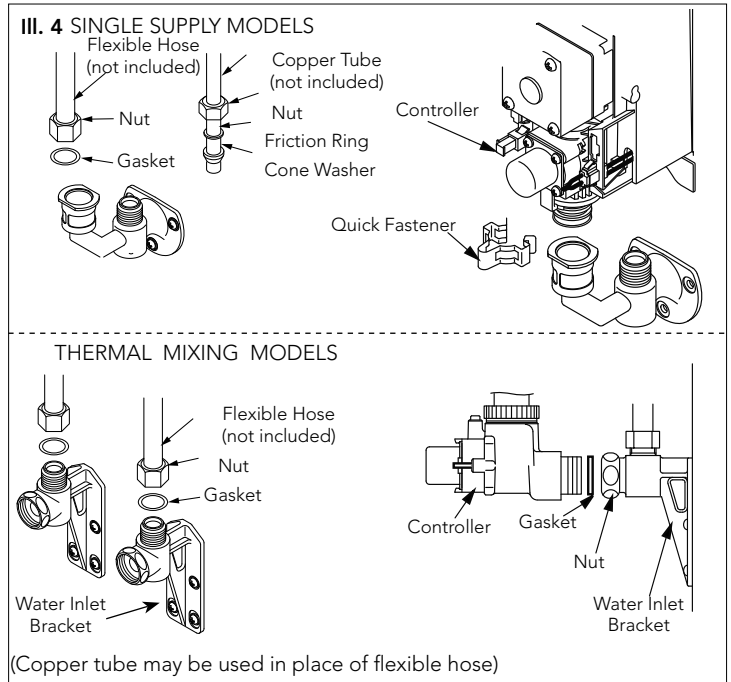 Ill. 4 SINGLE SUPPLY MODELS
Flexible Hose
(not included)
Nut
Gasket
Copper Tube
(not included)
Nut
Friction Ring
Cone Washer
Controller
Quick Fastener
THERMAL MIXING MODELS
Flexible Hose
(not included)
Nut
Gasket
Water Inlet
Bracket
Controller
Gasket
Nut
Water Inlet
Bracket
(Copper tube may be used in place of flexible hose)